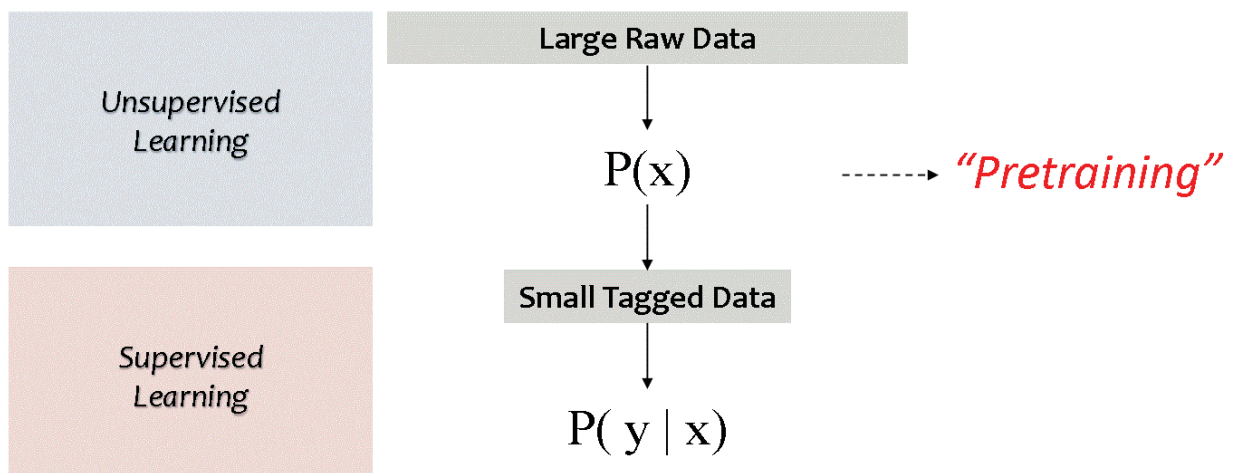 Unsupervised
Learning
Large Raw Data
P(x)
“Pretraining”
Small Tagged Data
Supervised
Learning
P( y | x)